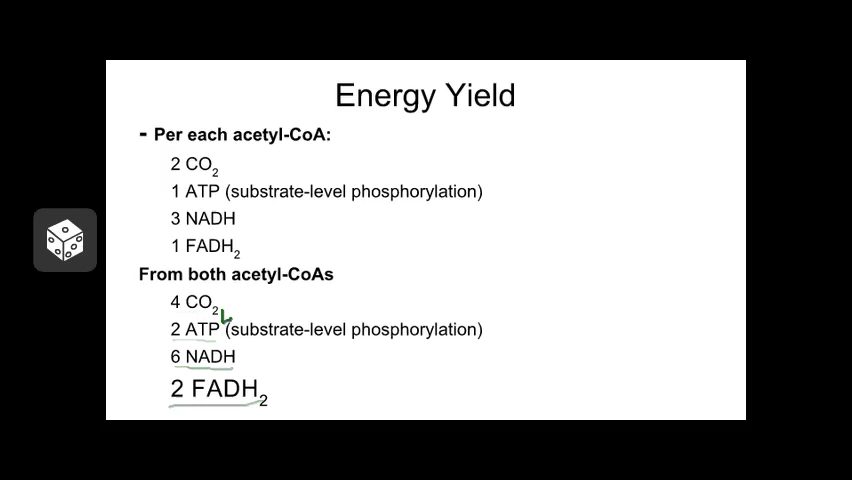 Energy Yield
- Per each acetyl-CoA:
2 CO₂
1 ATP (substrate-level phosphorylation)
3 NADH
1 FADH₂
From both acetyl-CoAs
4 CO₂
2 ATP (substrate-level phosphorylation)
6 NADH
2 FADH₂